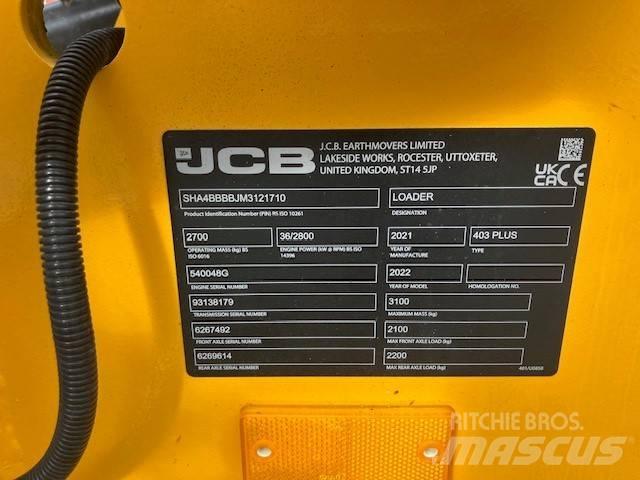 JCB
J.C.B. EARTHMOVERS LIMITED
LAKESIDE WORKS, ROCESTER, UTTOXETER,
UNITED KINGDOM, ST14 5JP
UK
CA CE
SHA4BBBBJM3121710 LOADER
Product Identification Number (PIN) BS ISO 10261 DESIGNATION
2700 36/2800 2021 403 PLUS
OPERATING MASS (kg) BS ISO 6016 ENGINE POWER (kW @ RPM) BS ISO 14396 YEAR OF MANUFACTURE TYPE
540048G 2022
ENGINE SERIAL NUMBER YEAR OF MODEL HOMOLOGATION NO.
93138179 3100
TRANSMISSION SERIAL NUMBER MAXIMUM MASS (kg)
6267492 2100
FRONT AXLE SERIAL NUMBER MAX FRONT AXLE LOAD (kg)
6269614 2200
REAR AXLE SERIAL NUMBER MAX REAR AXLE LOAD (kg)
RITCHIE BROS.
MASCUS